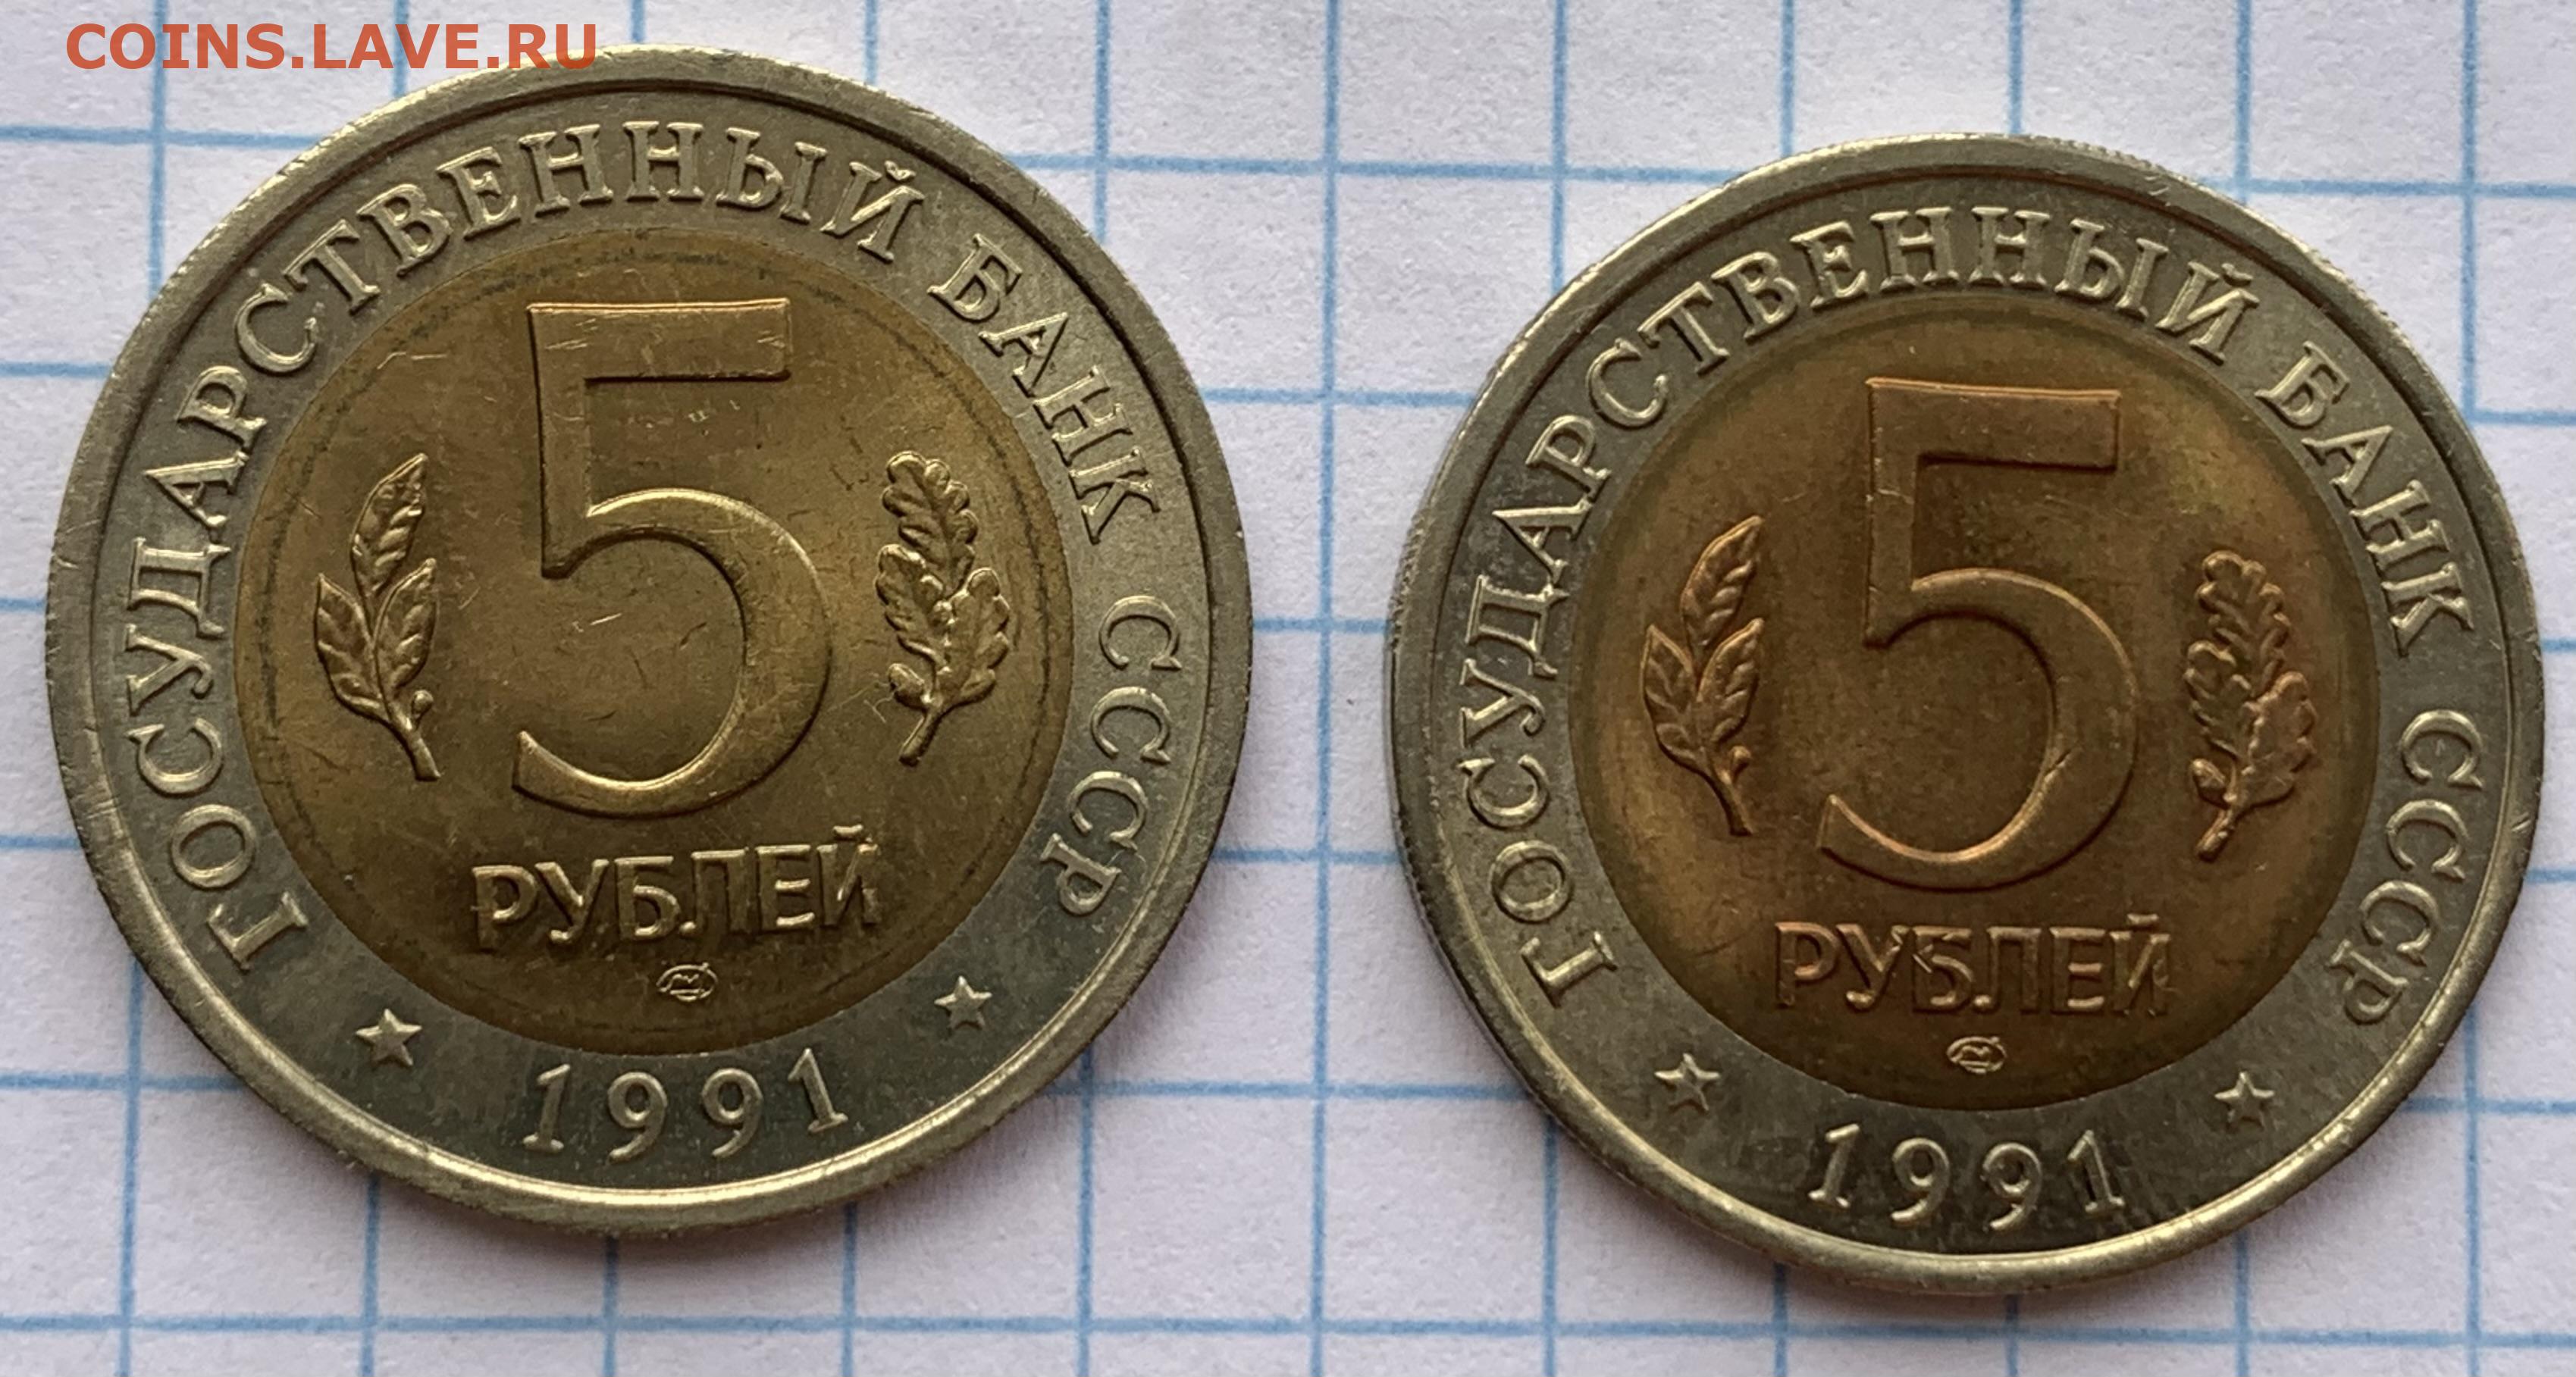 COINS.LAVE.RU
ГОСУДАРСТВЕННЫЙ БАНК СССР
5
РУБЛЕЙ
1991
ГОСУДАРСТВЕННЫЙ БАНК СССР
5
РУБЛЕЙ
1991